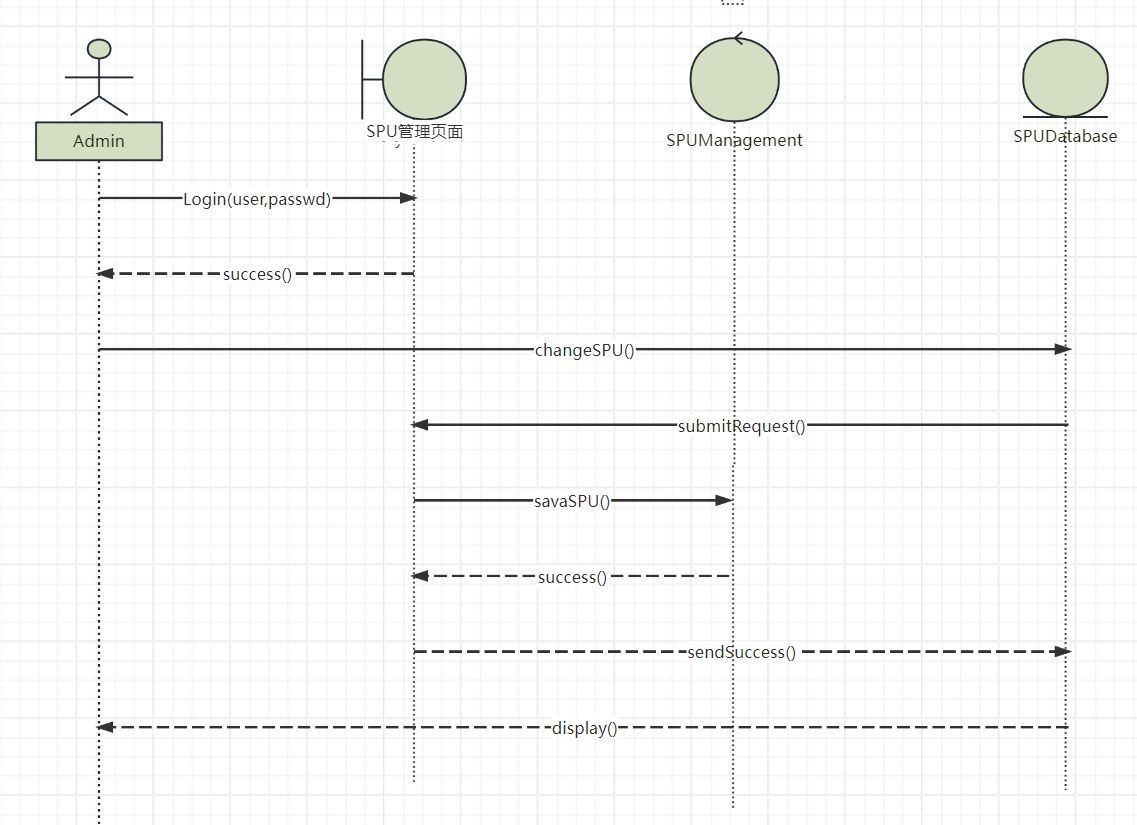 SPU管理页面
Admin
SPUManagement
SPUDatabase
Login(user,passwd)
success()
changeSPU()
submitRequest()
savaSPU()
success()
sendSuccess()
display()